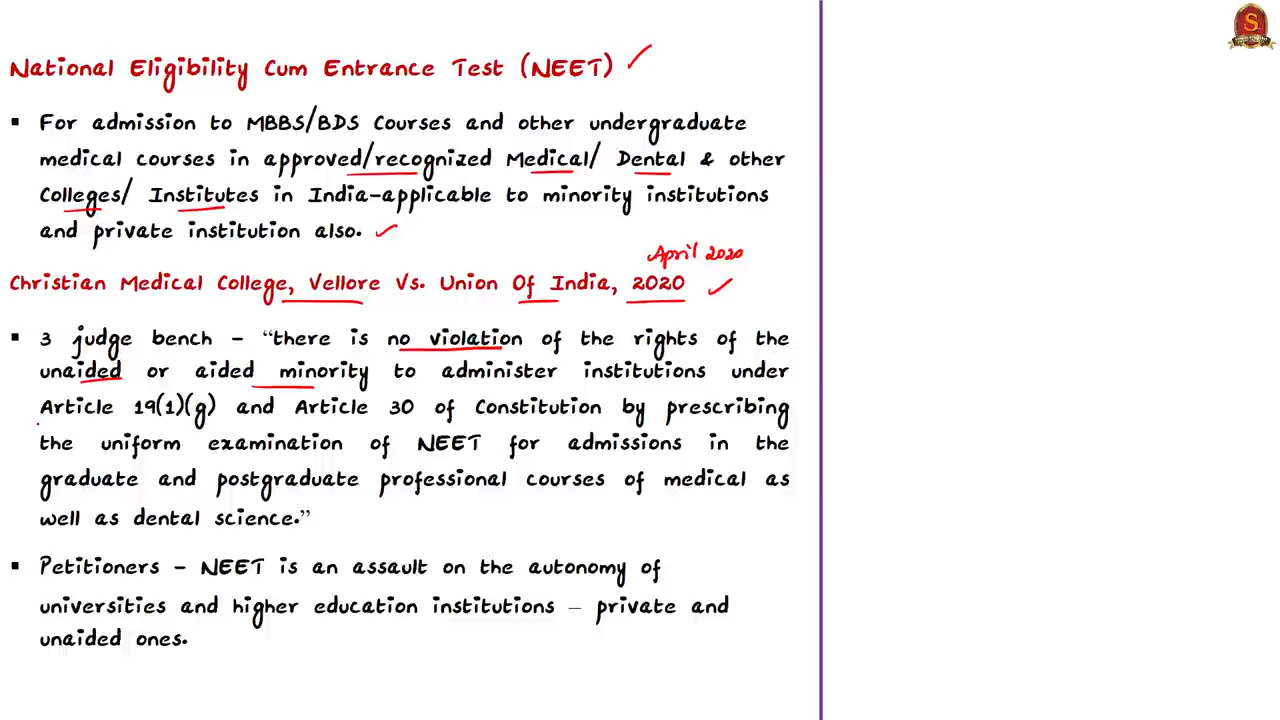 National Eligibility Cum Entrance Test (NEET)
▪ For admission to MBBS/BDS Courses and other undergraduate
medical courses in approved/recognized Medical/ Dental & other
Colleges/ Institutes in India-applicable to minority institutions
and private institution also.
April 2020
Christian Medical College, Vellore Vs. Union Of India, 2020
▪ 3 judge bench – “there is no violation of the rights of the
unaided or aided minority to administer institutions under
Article 19(1)(g) and Article 30 of Constitution by prescribing
the uniform examination of NEET for admissions in the
graduate and postgraduate professional courses of medical as
well as dental science.”
▪ Petitioners – NEET is an assault on the autonomy of
universities and higher education institutions – private and
unaided ones.
S